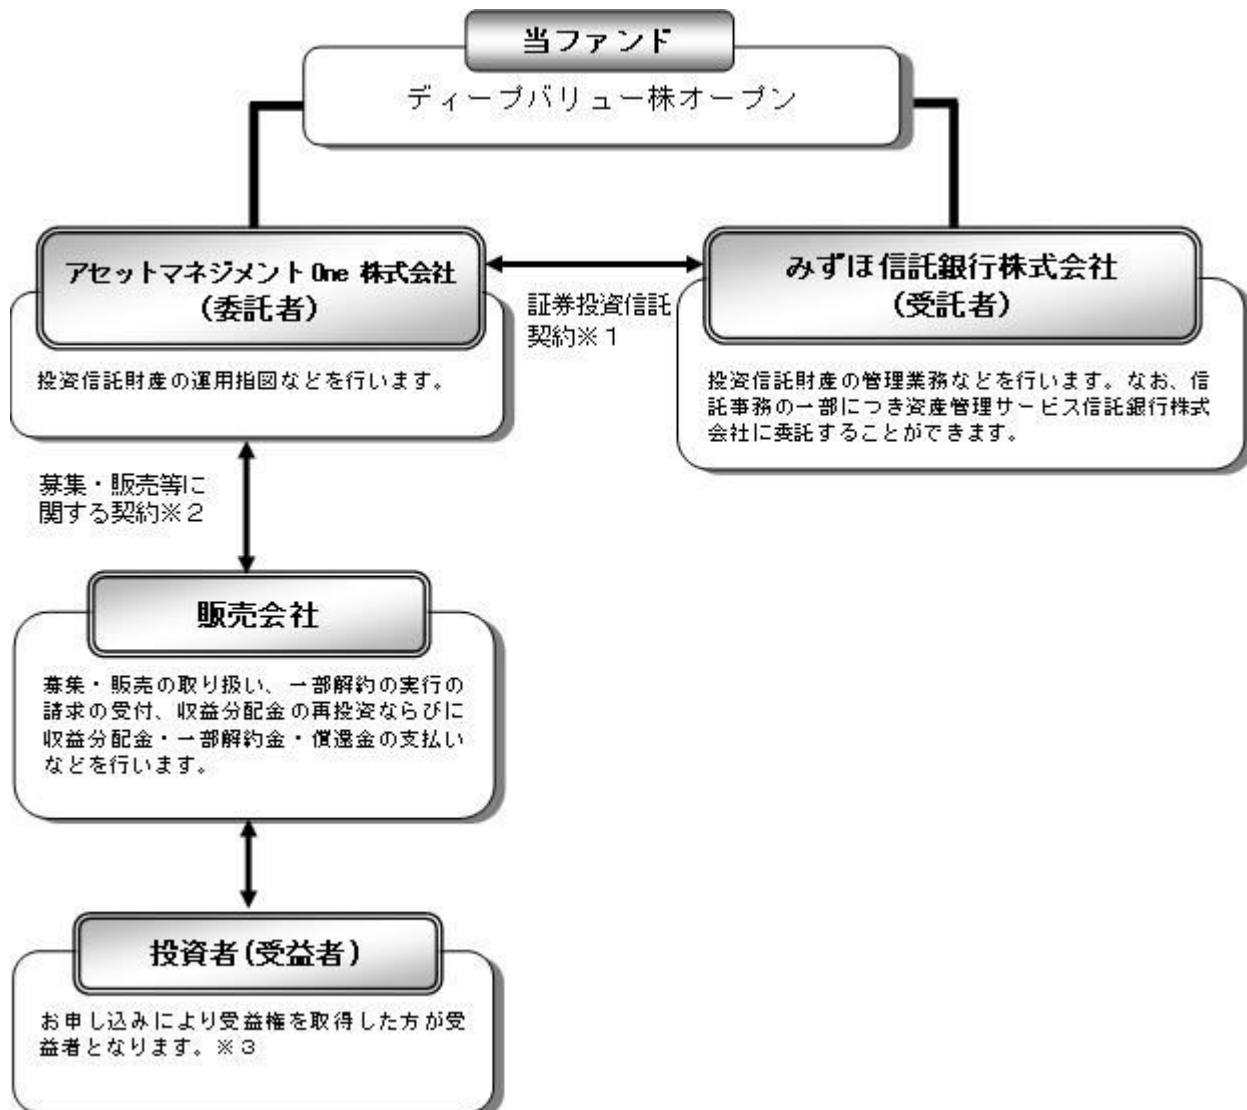 当ファンド
ディープバリュー株オープン
アセットマネジメントOne 株式会社
(委託者)
投資信託財産の運用指図などを行います。
証券投資信託
契約※１
みずほ信託銀行株式会社
(受託者)
投資信託財産の管理業務などを行います。なお、信
託事務の一部につき資産管理サービス信託銀行株式
会社に委託することができます。
募集・販売等に
関する契約※２
販売会社
募集・販売の取り扱い、一部解約の実行の
請求の受付、収益分配金の再投資ならびに
収益分配金・一部解約金・償還金の支払い
などを行います。
投資者(受益者)
お申し込みにより受益権を取得した方が受
益者となります。※３